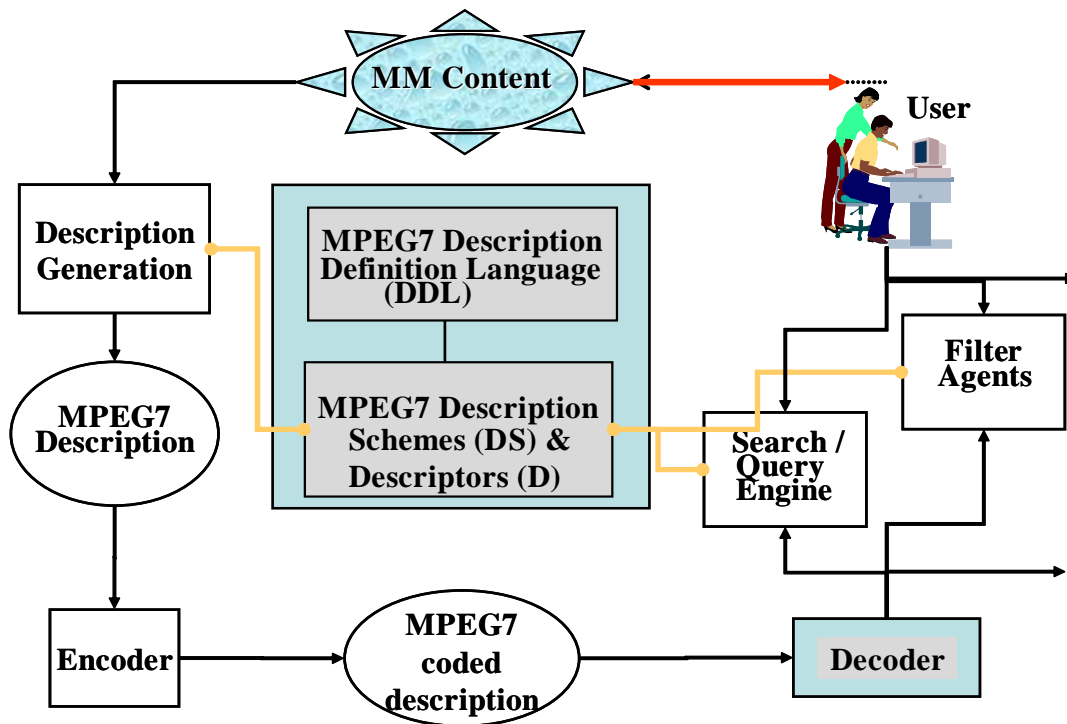 MM Content
User
Description
Generation
MPEG7 Description
Definition Language
(DDL)
Filter
Agents
MPEG7
Description
MPEG7 Description
Schemes (DS) &
Descriptors (D)
Search /
Query
Engine
Encoder
MPEG7
coded
description
Decoder